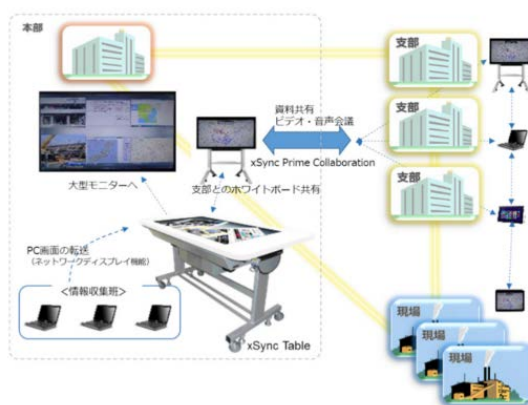 本部
支部
支部
支部
資料共有
ビデオ・音声会議
xSync Prime Collaboration
大型モニターへ
支部とのホワイトボード共有
PC画面の転送
(ネットワークディスプレイ機能)
<情報収集班>
xSync Table
現場
現場
現場